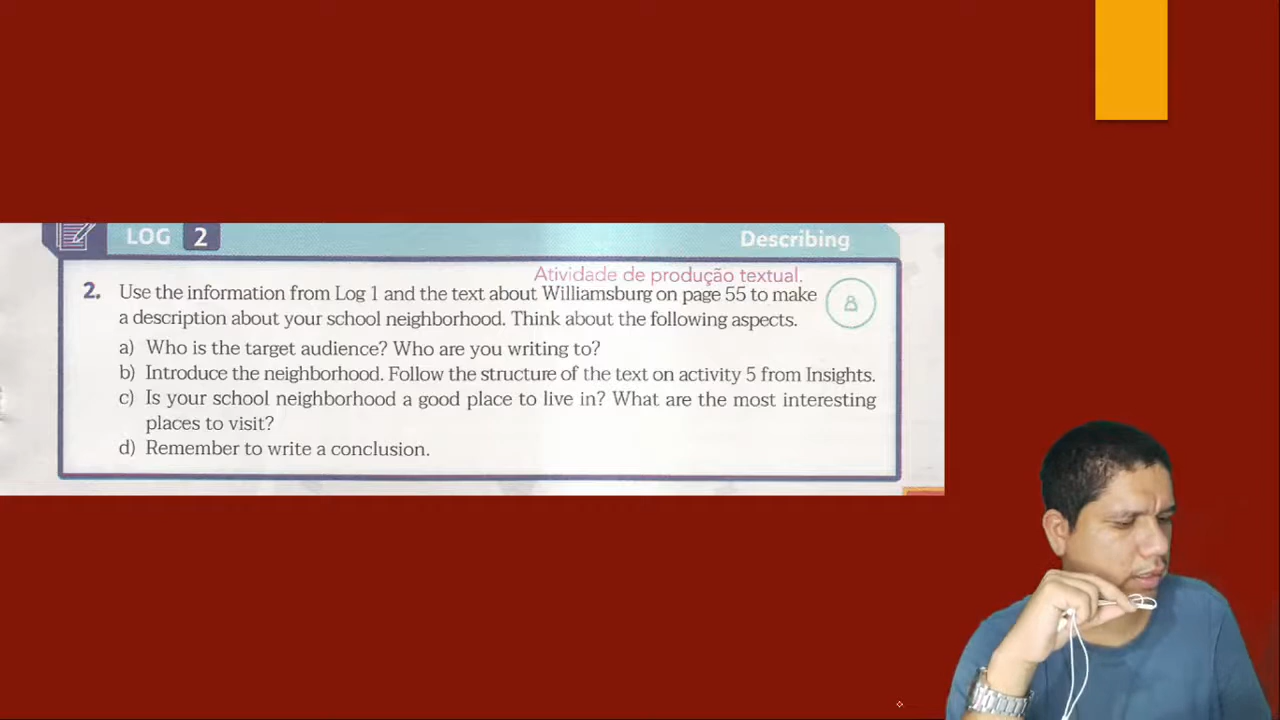 LOG 2
Describing
Atividade de produção textual.
2. Use the information from Log 1 and the text about Williamsburg on page 55 to make
a description about your school neighborhood. Think about the following aspects.
a) Who is the target audience? Who are you writing to?
b) Introduce the neighborhood. Follow the structure of the text on activity 5 from Insights.
c) Is your school neighborhood a good place to live in? What are the most interesting
places to visit?
d) Remember to write a conclusion.